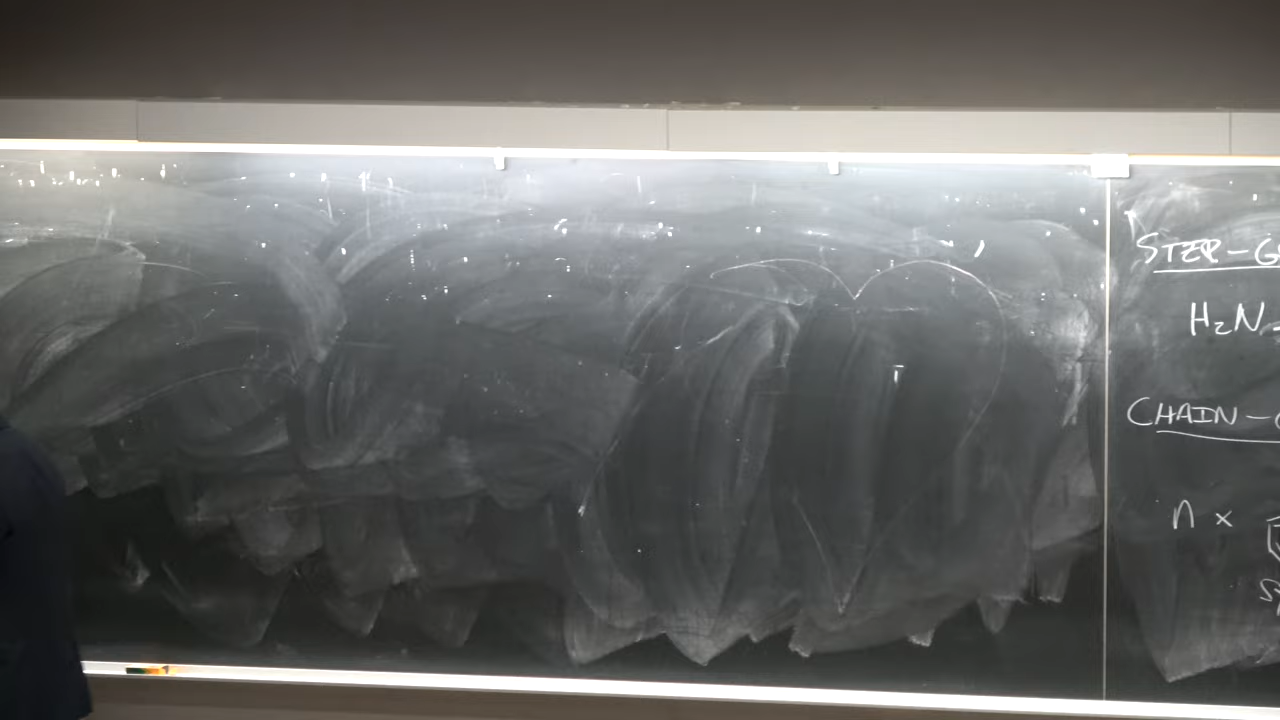 STEP-G
H₂N-
CHAIN-G
n ×